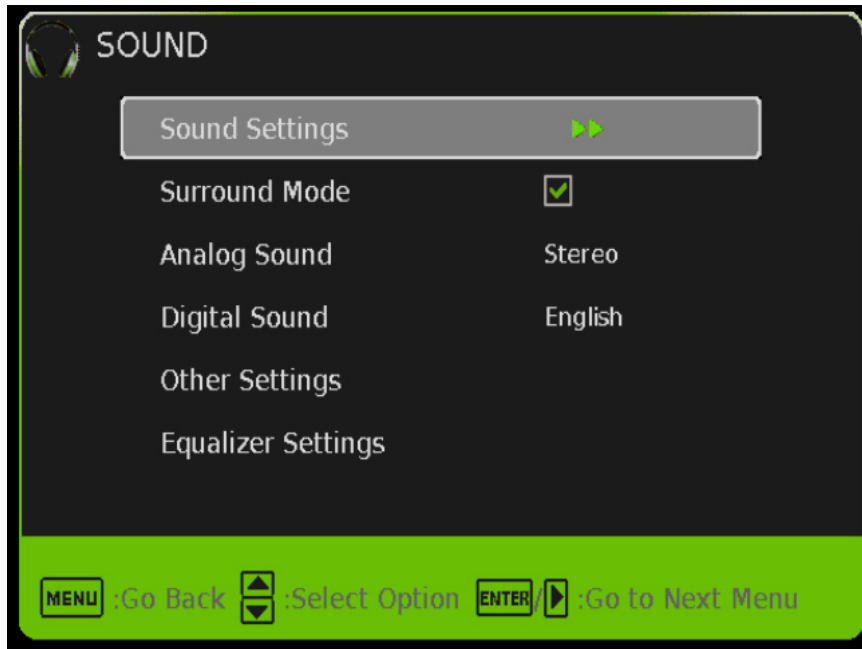 SOUND
Sound Settings
Surround Mode
Analog Sound Stereo
Digital Sound English
Other Settings
Equalizer Settings
MENU :Go Back :Select Option ENTER/ :Go to Next Menu